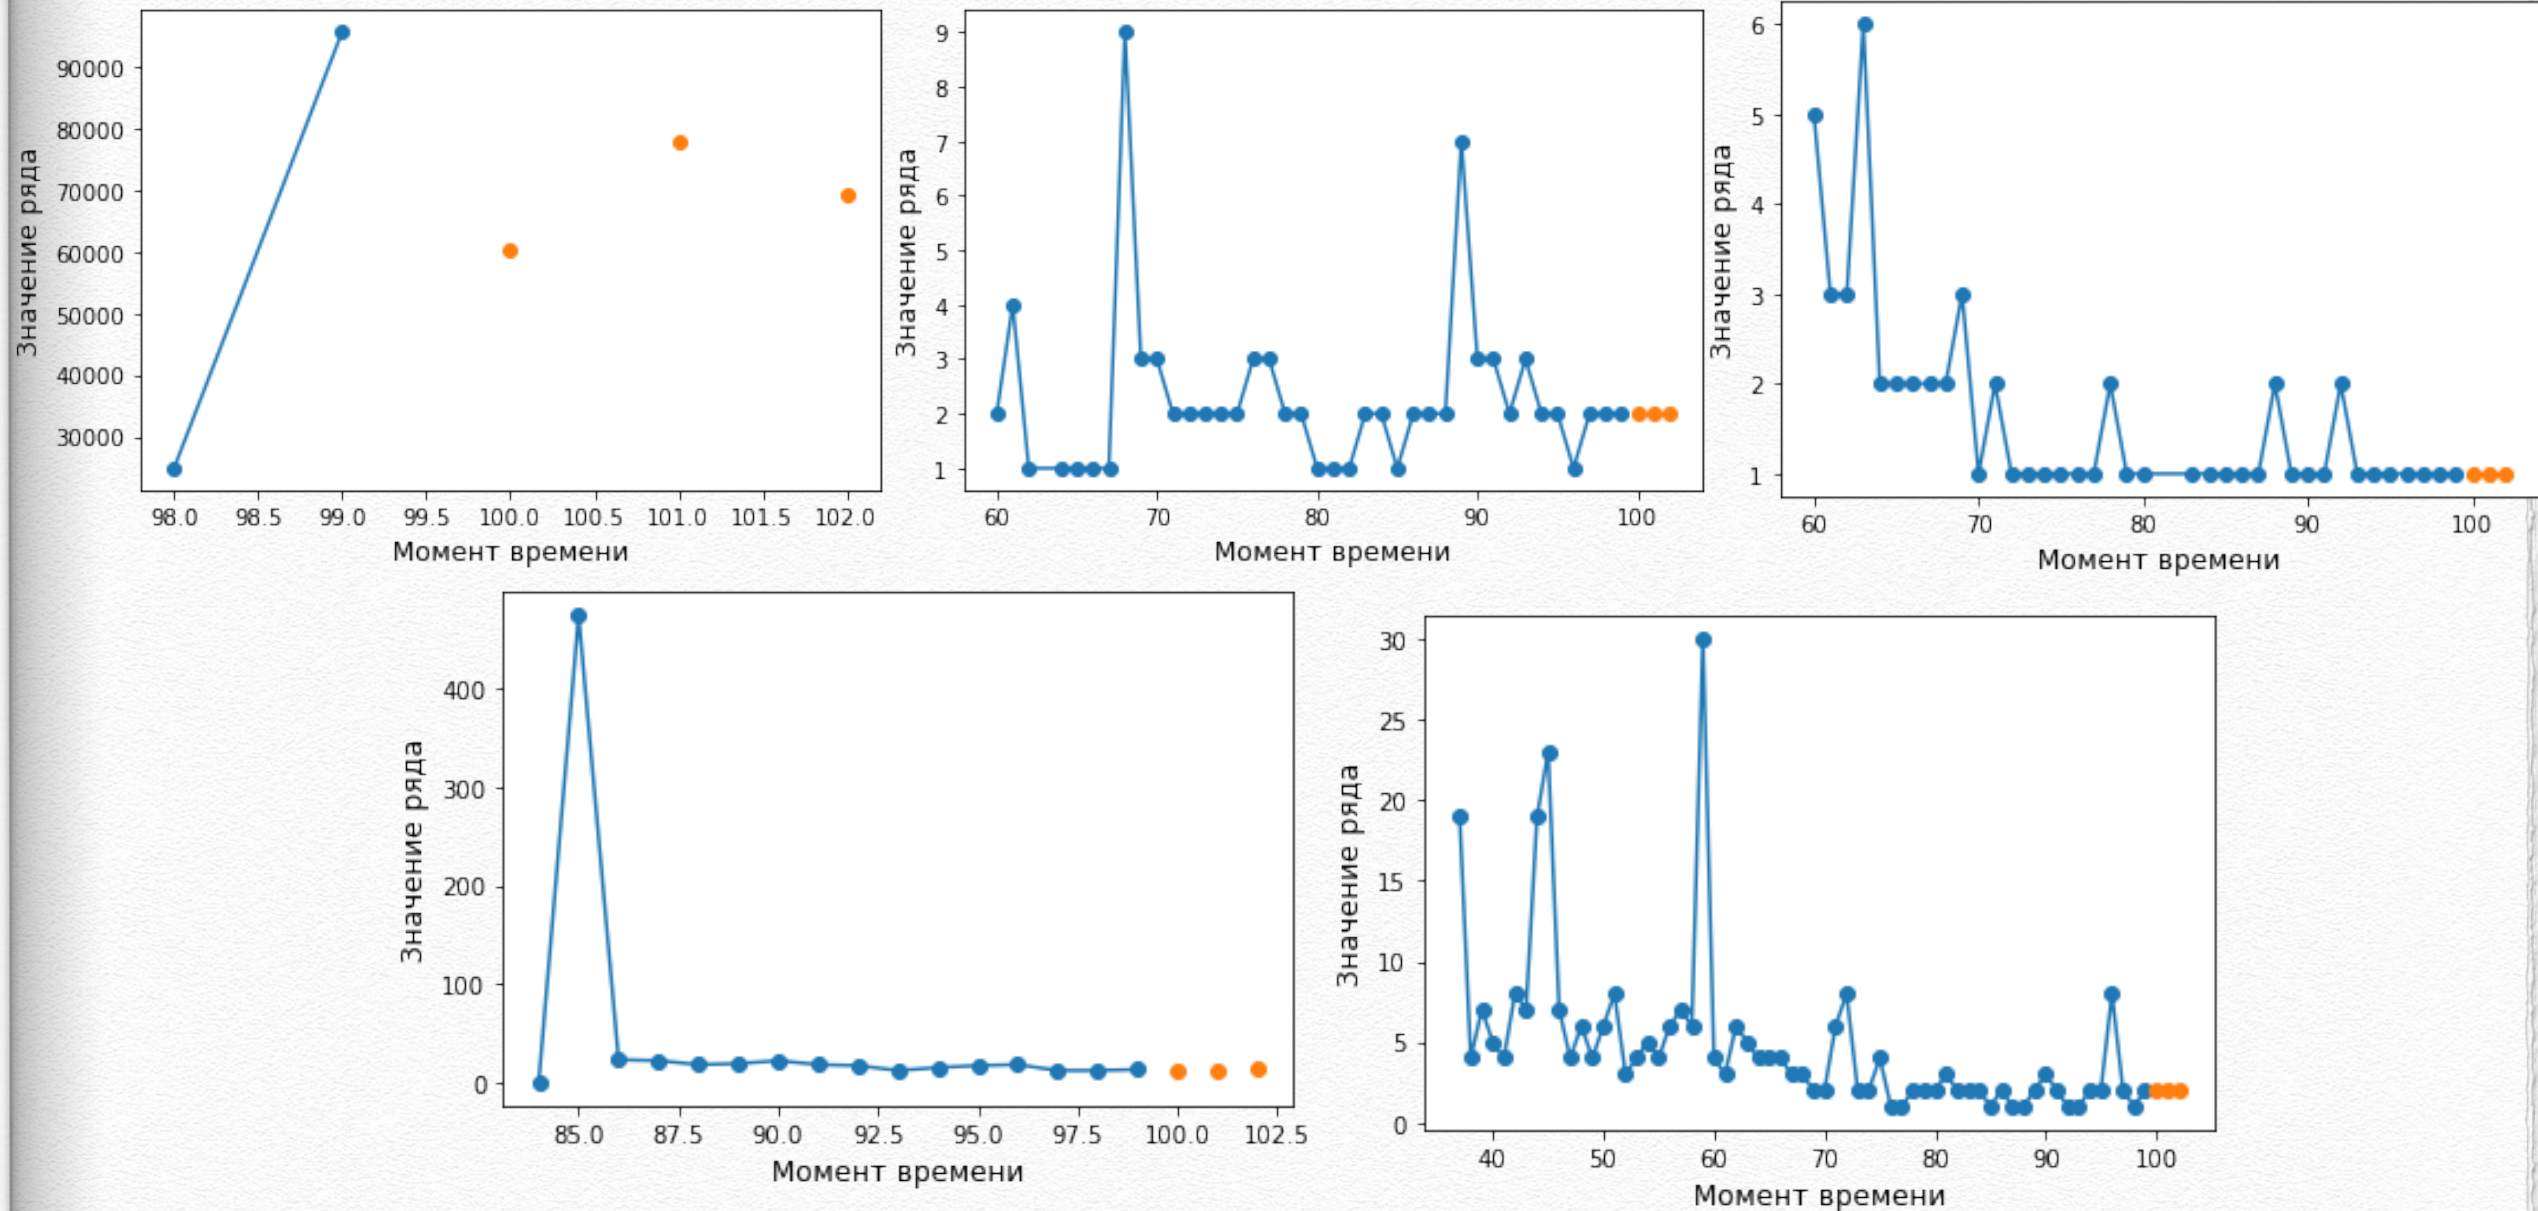 90000
80000
70000
60000
50000
40000
30000
Значение ряда
98.0 98.5 99.0 99.5 100.0 100.5 101.0 101.5 102.0
Момент времени
9
8
7
6
5
4
3
2
1
Значение ряда
60 70 80 90 100
Момент времени
6
5
4
3
2
1
Значение ряда
60 70 80 90 100
Момент времени
400
300
200
100
0
Значение ряда
85.0 87.5 90.0 92.5 95.0 97.5 100.0 102.5
Момент времени
30
25
20
15
10
5
0
Значение ряда
40 50 60 70 80 90 100
Момент времени